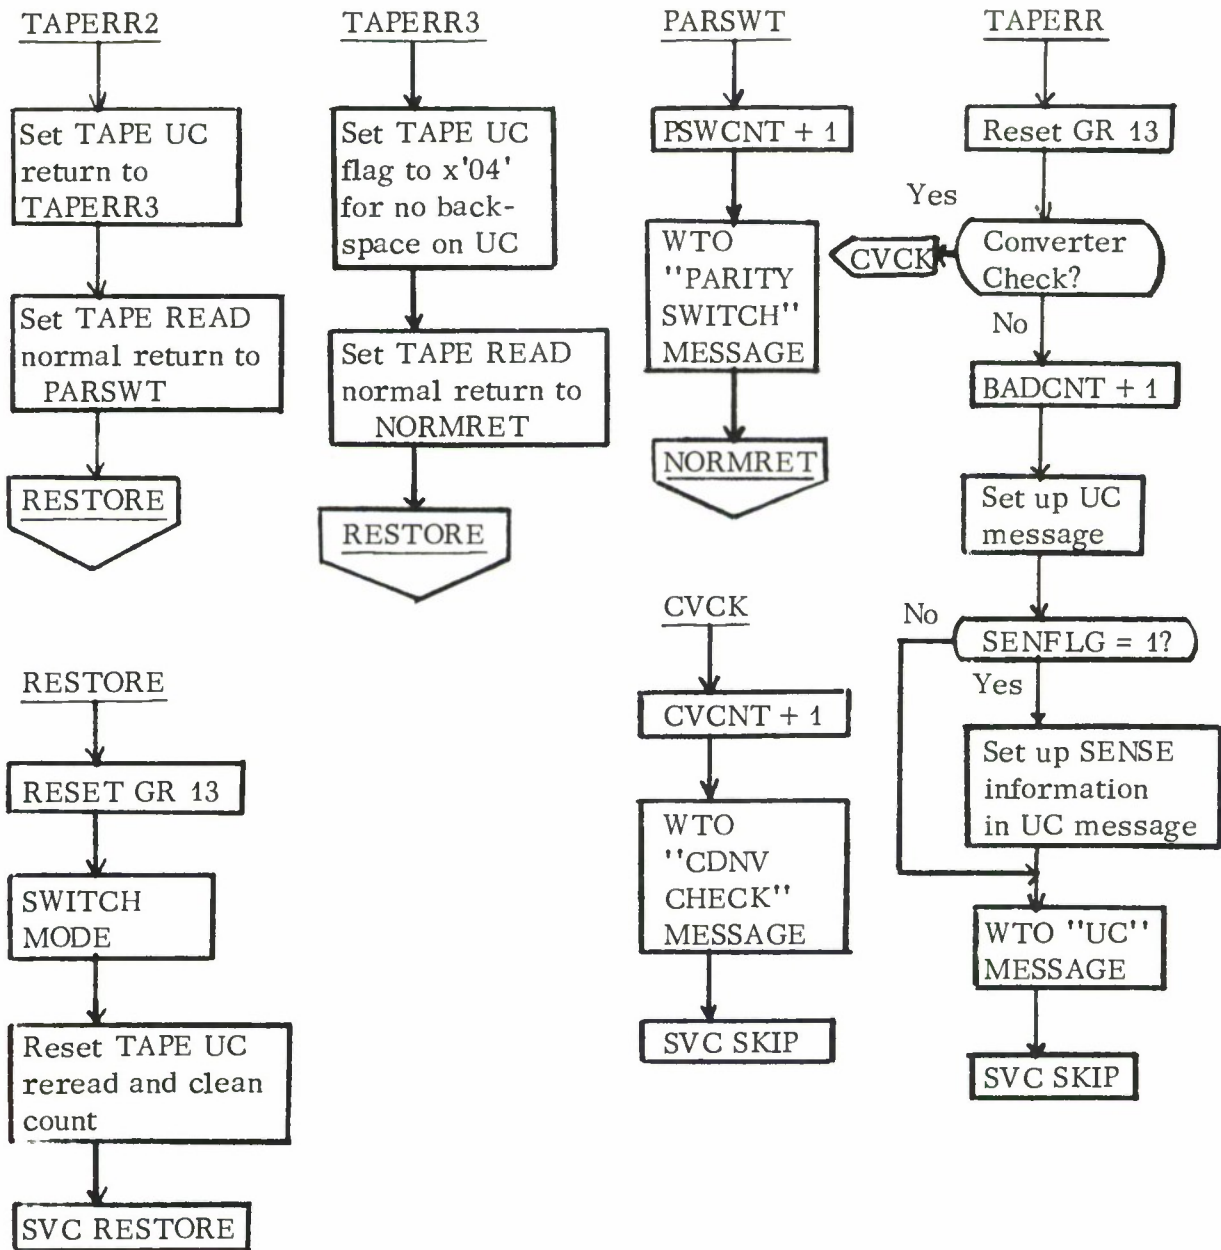 TAPERR2
Set TAPE UC
return to
TAPERR3
Set TAPE READ
normal return to
PARSWT
RESTORE
TAPERR3
Set TAPE UC
flag to x'04'
for no back-
space on UC
Set TAPE READ
normal return to
NORMRET
RESTORE
PARSWT
PSWCNT + 1
WTO
"PARITY
SWITCH"
MESSAGE
NORMRET
TAPERR
Reset GR 13
Yes
Converter
Check?
CVCK
No
BADCNT + 1
Set up UC
message
No
SENFLG = 1?
Yes
Set up SENSE
information
in UC message
WTO "UC"
MESSAGE
SVC SKIP
RESTORE
RESET GR 13
SWITCH
MODE
Reset TAPE UC
reread and clean
count
SVC RESTORE
CVCK
CVCNT + 1
WTO
"CDNV
CHECK"
MESSAGE
SVC SKIP